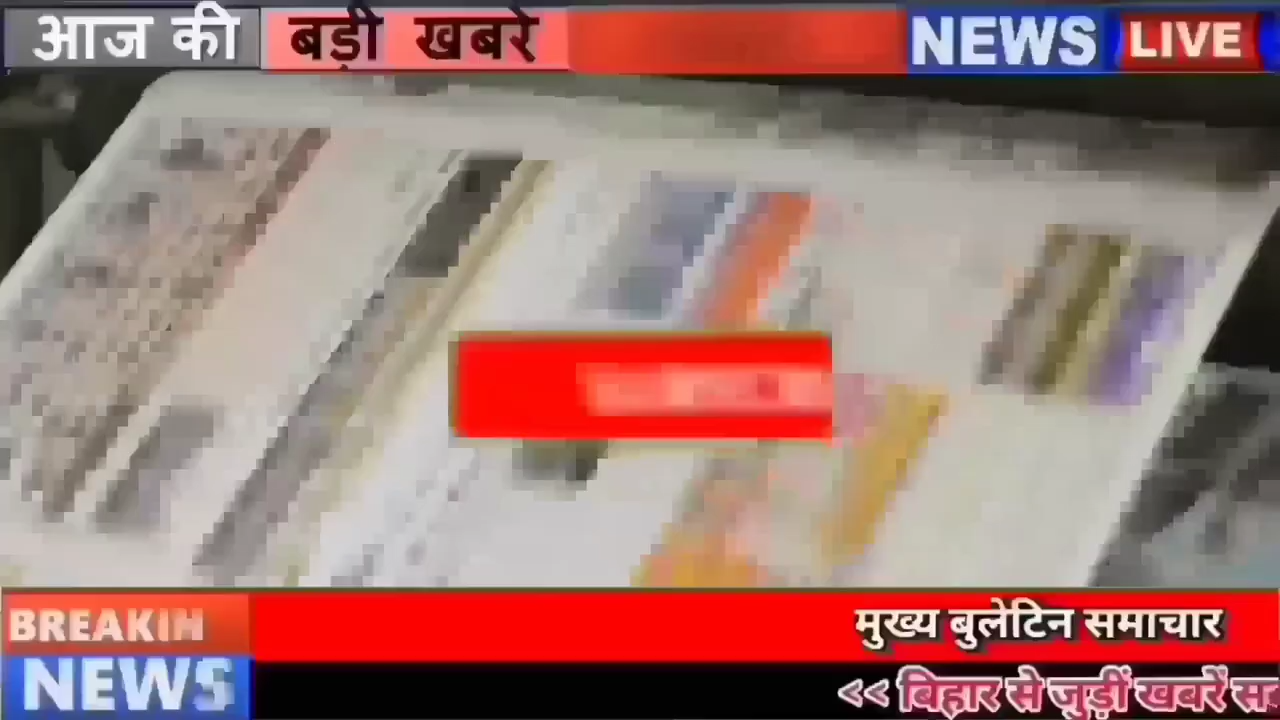 आज की बड़ी खबरे NEWS LIVE
BREAKIN
NEWS
मुख्य बुलेटिन समाचार
<< बिहार से जुड़ीं खबरें